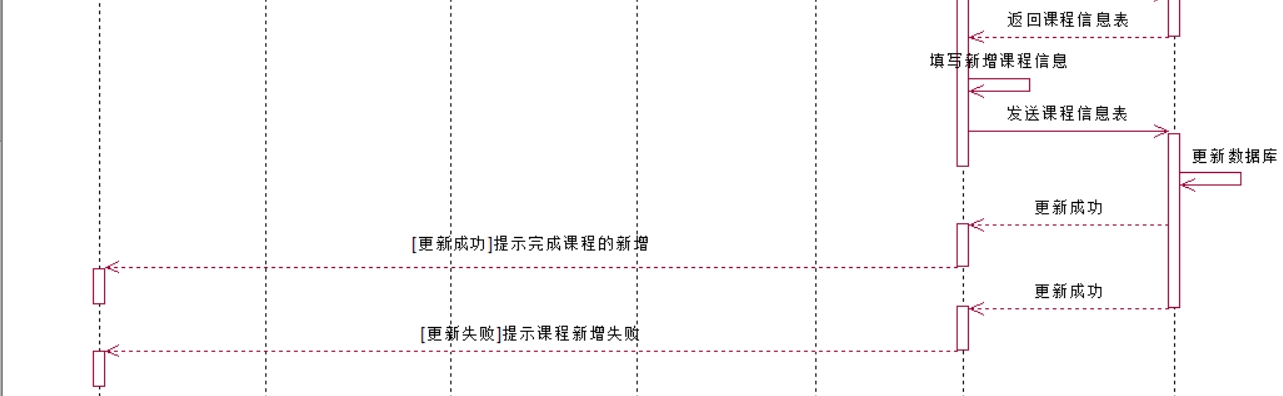 返回课程信息表
填写新增课程信息
发送课程信息表
更新数据库
更新成功
[更新成功]提示完成课程的新增
更新成功
[更新失败]提示课程新增失败